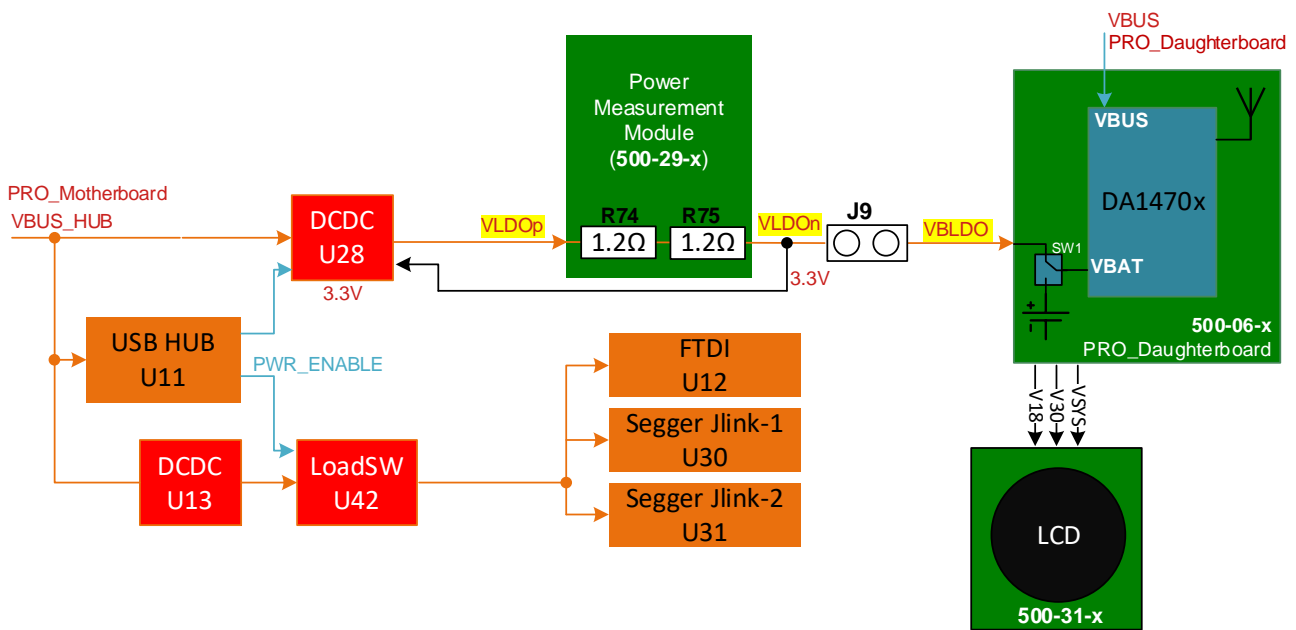 VBUS
PRO_Daughterboard
Power
Measurement
Module
(500-29-x)
VBUS
DA1470x
PRO_Motherboard
VBUS_HUB
DCDC
U28
3.3V
VLDOp
R74
1.2Ω
R75
1.2Ω
VLDOn
3.3V
J9
VBLDO
SW1
VBAT
+
-
500-06-x
PRO_Daughterboard
USB HUB
U11
PWR_ENABLE
FTDI
U12
Segger Jlink-1
U30
Segger Jlink-2
U31
DCDC
U13
LoadSW
U42
V18
V30
VSYS
LCD
500-31-x